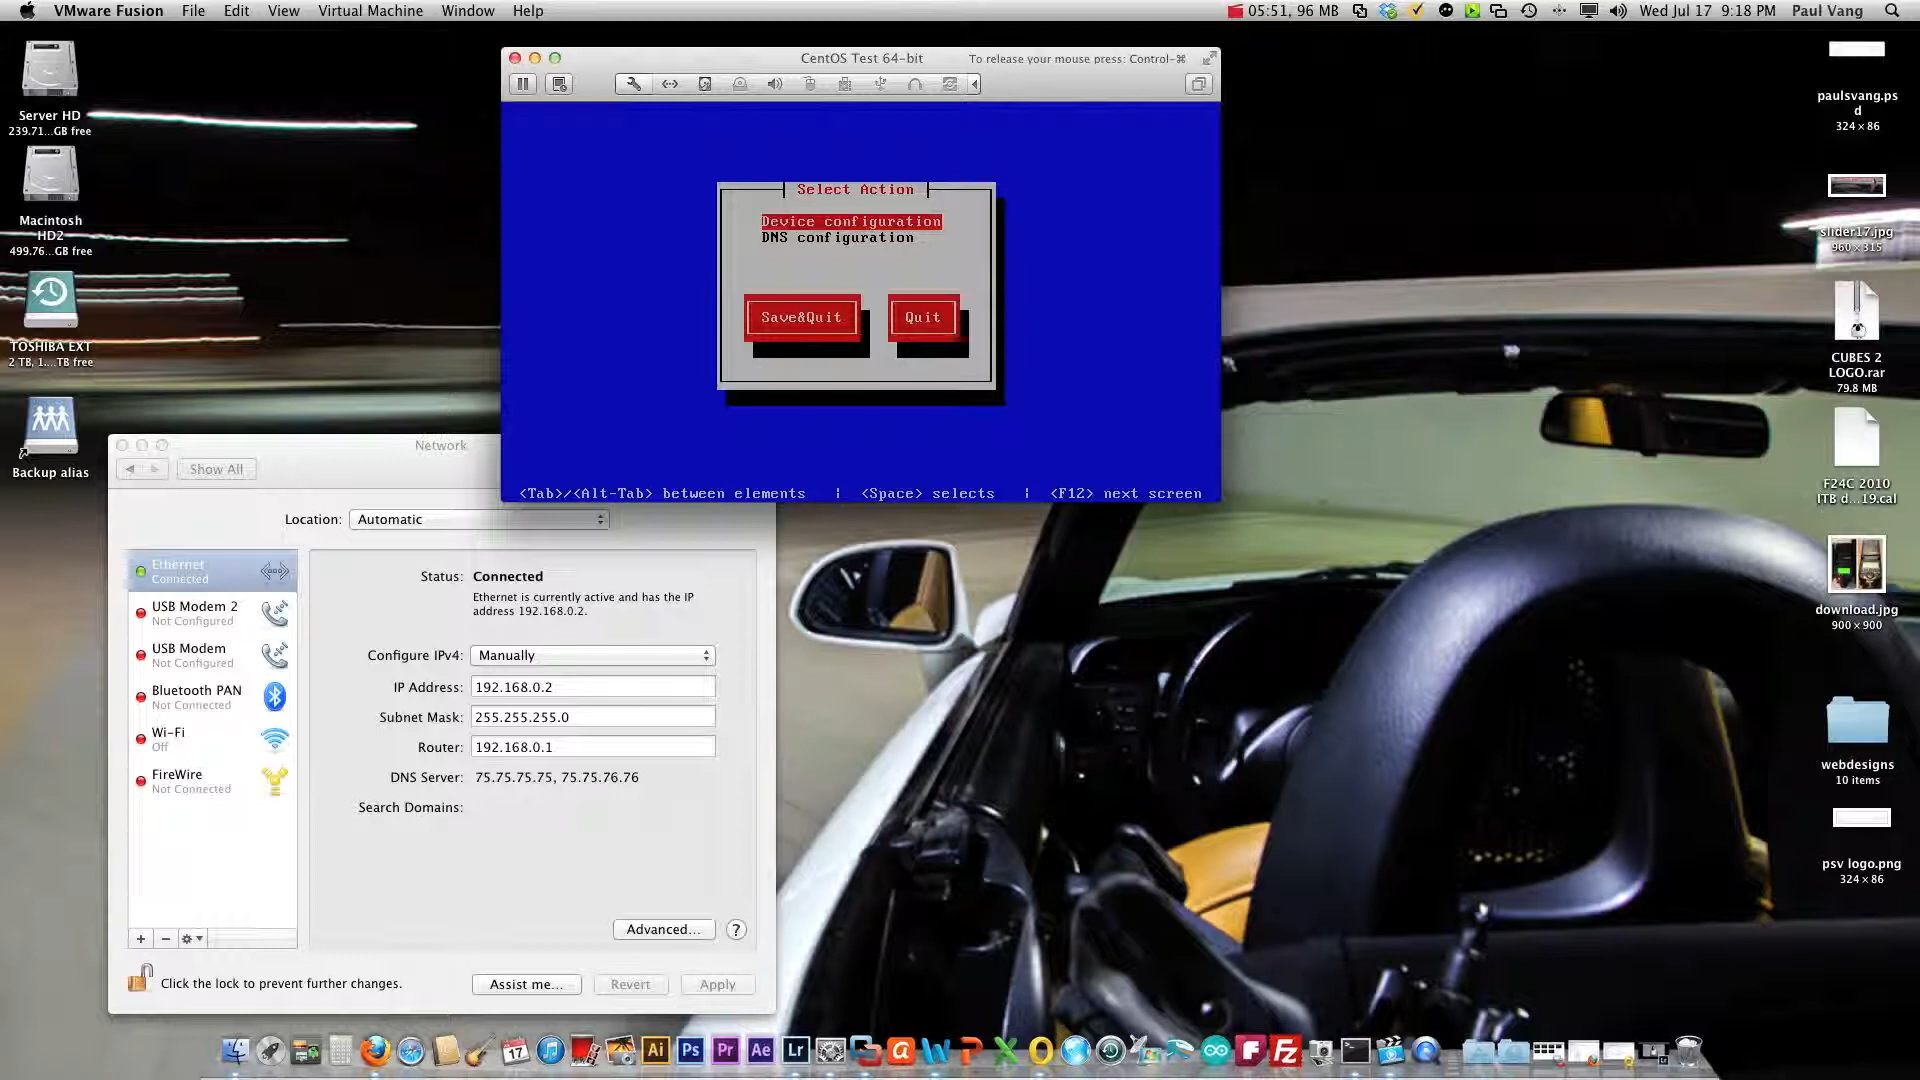 VMware Fusion File Edit View Virtual Machine Window Help
05:51, 96 MB Wed Jul 17 9:18 PM Paul Vang
CentOS Test 64-bit To release your mouse press: Control-⌘
Select Action
Device configuration
DNS configuration
Save&Quit Quit
<Tab>/<Alt-Tab> between elements | <Space> selects | <F12> next screen
Server HD
239.71...GB free
Macintosh
HD2
499.76...GB free
TOSHIBA EXT
2 TB, 1....TB free
Backup alias
Network
Show All
Location: Automatic
Ethernet
Connected
USB Modem 2
Not Configured
USB Modem
Not Configured
Bluetooth PAN
Not Connected
Wi-Fi
Off
FireWire
Not Connected
Status: Connected
Ethernet is currently active and has the IP
address 192.168.0.2.
Configure IPv4: Manually
IP Address: 192.168.0.2
Subnet Mask: 255.255.255.0
Router: 192.168.0.1
DNS Server: 75.75.75.75, 75.75.76.76
Search Domains:
Advanced... ?
Click the lock to prevent further changes.
Assist me... Revert Apply
paulsvang.ps
d
324 × 86
slider17.jpg
960 × 315
CUBES 2
LOGO.rar
79.8 MB
F24C 2010
ITB d...19.cal
download.jpg
900 × 900
webdesigns
10 items
psv logo.png
324 × 86
17 Ai Ps Pr Ae Lr